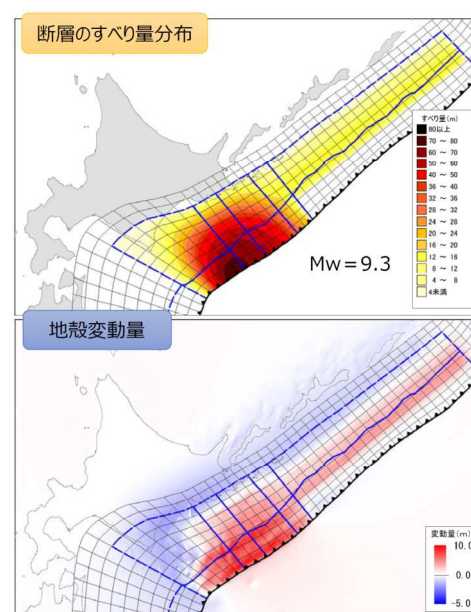 断層のすべり量分布
すべり量(m)
80以上
70 ~ 80
60 ~ 70
50 ~ 60
40 ~ 50
36 ~ 40
32 ~ 36
28 ~ 32
24 ~ 28
20 ~ 24
16 ~ 20
12 ~ 16
8 ~ 12
4 ~ 8
4未満
Mw=9.3
地殻変動量
変動量(m)
10.0
0.0
-5.0